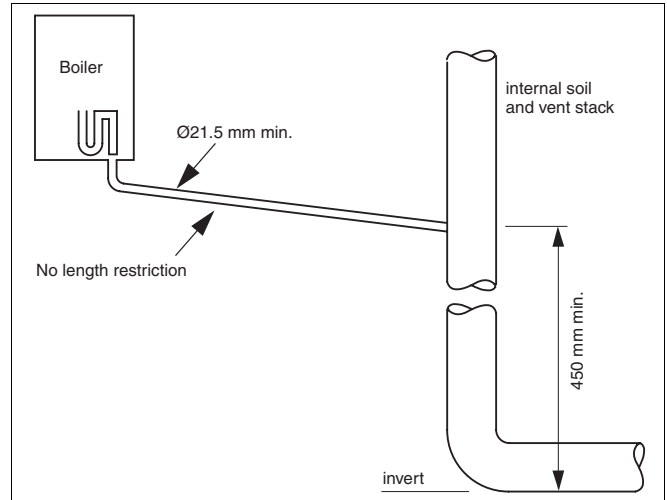 Boiler
internal soil
and vent stack
Ø21.5 mm min.
No length restriction
450 mm min.
invert